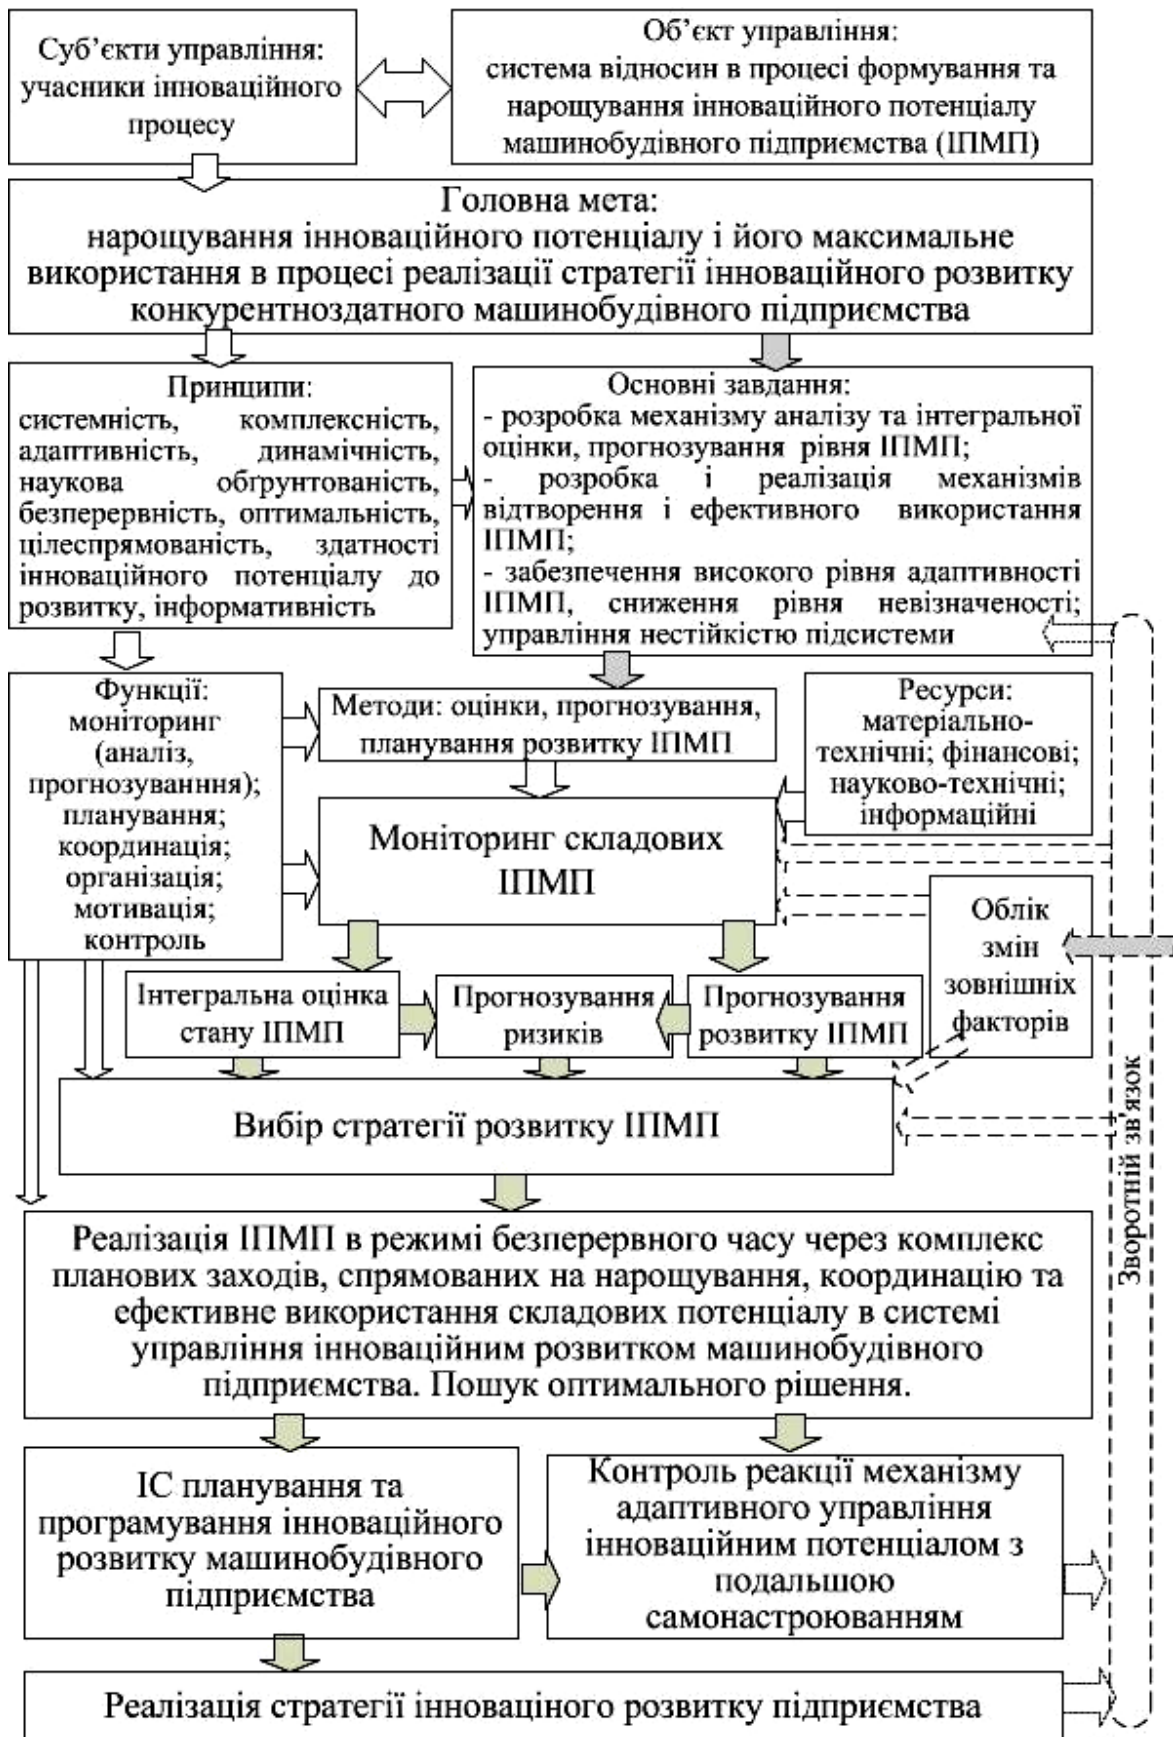 Суб’єкти управління:
учасники інноваційного
процесу
Об’єкт управління:
система відносин в процесі формування та
нарощування інноваційного потенціалу
машинобудівного підприємства (ІПМП)
Головна мета:
нарощування інноваційного потенціалу і його максимальне
використання в процесі реалізації стратегії інноваційного розвитку
конкурентноздатного машинобудівного підприємства
Принципи:
системність, комплексність,
адаптивність, динамічність,
наукова обґрунтованість,
безперервність, оптимальність,
цілеспрямованість, здатності
інноваційного потенціалу до
розвитку, інформативність
Основні завдання:
- розробка механізму аналізу та інтегральної
оцінки, прогнозування рівня ІПМП;
- розробка і реалізація механізмів
відтворення і ефективного використання
ІПМП;
- забезпечення високого рівня адаптивності
ІПМП, сниження рівня невізначеності;
управління нестійкістю підсистеми
Функції:
моніторинг
(аналіз,
прогнозуванння);
планування;
координація;
організація;
мотивація;
контроль
Методи: оцінки, прогнозування,
планування розвитку ІПМП
Ресурси:
матеріально-
технічні; фінансові;
науково-технічні;
інформаційні
Моніторинг складових
ІПМП
Облік
змін
зовнішніх
факторів
Інтегральна оцінка
стану ІПМП
Прогнозування
ризиків
Прогнозування
розвитку ІПМП
Вибір стратегії розвитку ІПМП
Зворотній зв'язок
Реалізація ІПМП в режимі безперервного часу через комплекс
планових заходів, спрямованих на нарощування, координацію та
ефективне використання складових потенціалу в системі
управління інноваційним розвитком машинобудівного
підприємства. Пошук оптимального рішення.
ІС планування та
програмування інноваційного
розвитку машинобудівного
підприємства
Контроль реакції механізму
адаптивного управління
інноваційним потенціалом з
подальшою
самонастроюванням
Реалізація стратегії інноваціного розвитку підприємства